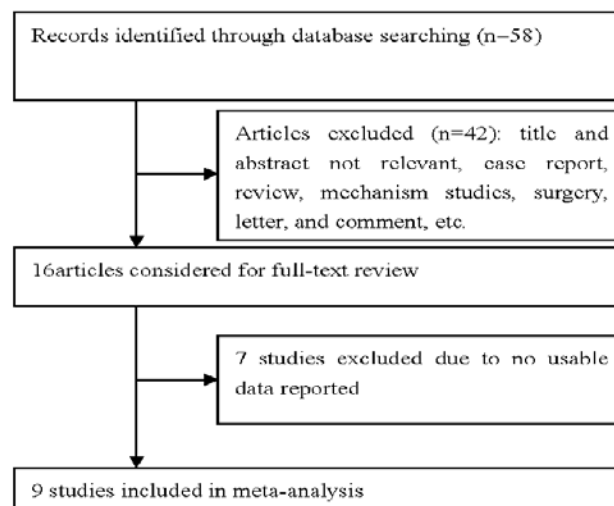 Records identified through database searching (n=58)
Articles excluded (n=42): title and
abstract not relevant, case report,
review, mechanism studies, surgery,
letter, and comment, etc.
16articles considered for full-text review
7 studies excluded due to no usable
data reported
9 studies included in meta-analysis